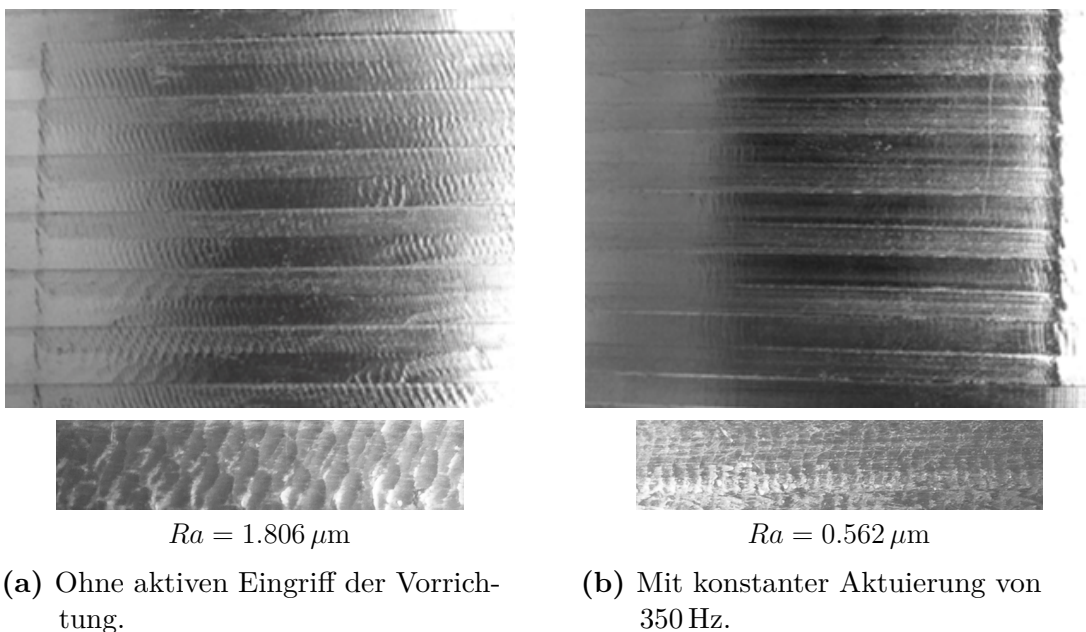 Ra = 1.806 μm
(a) Ohne aktiven Eingriff der Vorrich-
tung.
Ra = 0.562 μm
(b) Mit konstanter Aktuierung von
350 Hz.